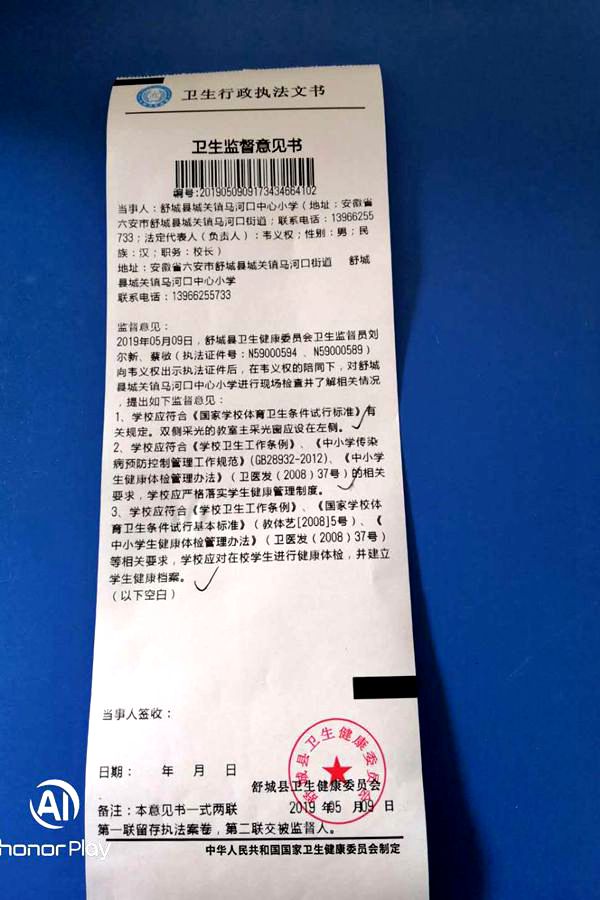 卫生行政执法文书
卫生监督意见书
编号:2019050909173434664102
当事人：舒城县城关镇马河口中心小学（地址：安徽省
六安市舒城县城关镇马河口街道；联系电话：13966255
733；法定代表人（负责人）：韦义权；性别：男；民
族：汉；职务：校长）
地址：安徽省六安市舒城县城关镇马河口街道 舒城
县城关镇马河口中心小学
联系电话：13966255733
监督意见：
2019年05月09日，舒城县卫生健康委员会卫生监督员刘
尔新、蔡敏（执法证件号：N59000594 、N59000589）
向韦义权出示执法证件后，在韦义权的陪同下，对舒
城县城关镇马河口中心小学进行现场检查并了解相关情况
，提出如下监督意见：
1、学校应符合《国家学校体育卫生条件试行标准》有
关规定。双侧采光的教室主采光窗应设在左侧。
2、学校应符合《学校卫生工作条例》、《中小学传染
病预防控制管理工作规范》(GB28932-2012)、《中小学
生健康体检管理办法》（卫医发（2008）37号）的相关
要求，学校应严格落实学生健康管理制度。
3、学校应符合《学校卫生工作条例》、《国家学校体
育卫生条件试行基本标准》（教体艺[2008]5号）、《
中小学生健康体检管理办法》（卫医发（2008）37号）
等相关要求，学校应对在校学生进行健康体检，并建立
学生健康档案。
（以下空白）
当事人签收：
舒城县卫生健康委员会
日期： 年 月 日
舒城县卫生健康委员会
2019 年 05 月 09 日
备注：本意见书一式两联
第一联留存执法案卷，第二联交被监督人。
中华人民共和国国家卫生健康委员会制定
AI
honor Play